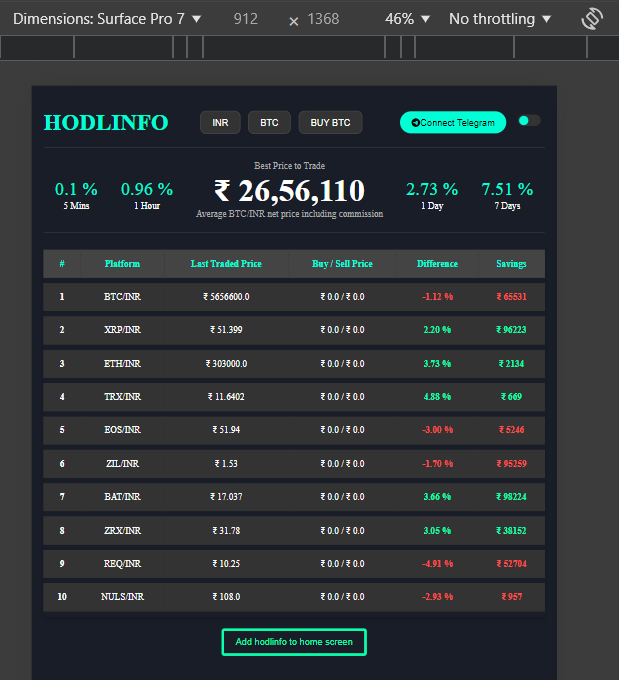 Dimensions: Surface Pro 7 ▼ 912 × 1368 46% ▼ No throttling ▼
HODLINFO INR BTC BUY BTC Connect Telegram
Best Price to Trade
0.1 % 0.96 % ₹ 26,56,110 2.73 % 7.51 %
5 Mins 1 Hour 1 Day 7 Days
Average BTC/INR net price including commission
# Platform Last Traded Price Buy / Sell Price Difference Savings
1 BTC/INR ₹ 5656600.0 ₹ 0.0 / ₹ 0.0 -1.12 % ₹ 65531
2 XRP/INR ₹ 51.399 ₹ 0.0 / ₹ 0.0 2.20 % ₹ 96223
3 ETH/INR ₹ 303000.0 ₹ 0.0 / ₹ 0.0 3.73 % ₹ 2134
4 TRX/INR ₹ 11.6402 ₹ 0.0 / ₹ 0.0 4.88 % ₹ 669
5 EOS/INR ₹ 51.94 ₹ 0.0 / ₹ 0.0 -3.00 % ₹ 5246
6 ZIL/INR ₹ 1.53 ₹ 0.0 / ₹ 0.0 -1.70 % ₹ 95259
7 BAT/INR ₹ 17.037 ₹ 0.0 / ₹ 0.0 3.66 % ₹ 98224
8 ZRX/INR ₹ 31.78 ₹ 0.0 / ₹ 0.0 3.05 % ₹ 38152
9 REQ/INR ₹ 10.25 ₹ 0.0 / ₹ 0.0 -4.91 % ₹ 52704
10 NULS/INR ₹ 108.0 ₹ 0.0 / ₹ 0.0 -2.93 % ₹ 957
Add hodlinfo to home screen